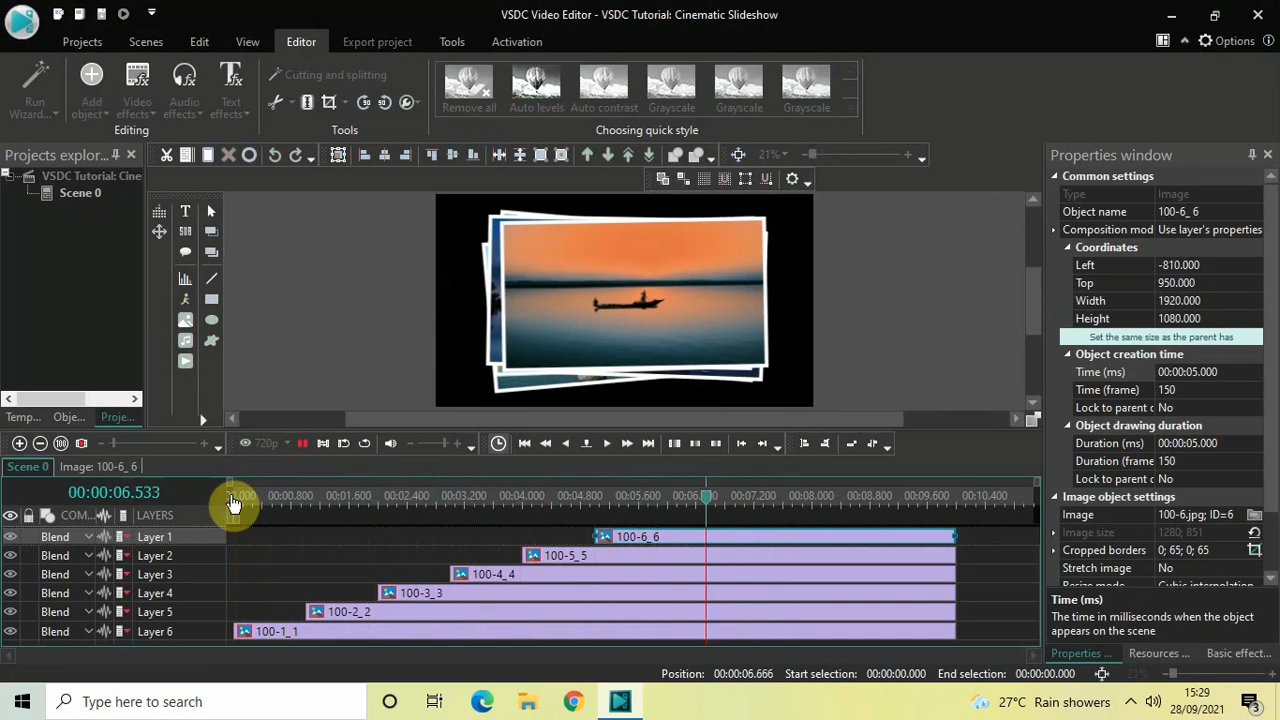 VSDC Video Editor - VSDC Tutorial: Cinematic Slideshow
Projects Scenes Edit View Editor Export project Tools Activation
Options
Run Wizard...
Add object
Video effects
Audio effects
Text effects
Editing
Cutting and splitting
Tools
Remove all Auto levels Auto contrast Grayscale Grayscale Grayscale
Choosing quick style
Projects explor...
VSDC Tutorial: Cine
Scene 0
21%
Properties window
Common settings
Type Image
Object name 100-6_ 6
Composition mod Use layer's properties
Coordinates
Left -810.000
Top 950.000
Width 1920.000
Height 1080.000
Set the same size as the parent has
Object creation time
Time (ms) 00:00:05.000
Time (frame) 150
Lock to parent c No
Object drawing duration
Duration (ms) 00:00:05.000
Duration (frame 150
Lock to parent c No
Image object settings
Image 100-6.jpg; ID=6
Image size 1280; 851
Cropped borders 0; 65; 0; 65
Resize mode Cubic interpolation
Time (ms)
The time in milliseconds when the object appears on the scene
Properties ... Resources ... Basic effect...
Temp... Obje... Proje...
720p
Scene 0 Image: 100-6_ 6
00:00:06.533
.000 00:00.800 00:01.600 00:02.400 00:03.200 00:04.000 00:04.800 00:05.600 00:06. 00:07.200 00:08.000 00:08.800 00:09.600 00:10.400
COM... LAYERS
Blend Layer 1 100-6_6
Blend Layer 2 100-5_5
Blend Layer 3 100-4_4
Blend Layer 4 100-3_3
Blend Layer 5 100-2_2
Blend Layer 6 100-1_1
Position: 00:00:06.666 Start selection: 00:00:00.000 End selection: 00:00:00.000 21%
Type here to search
27°C Rain showers
15:29
28/09/2021
3